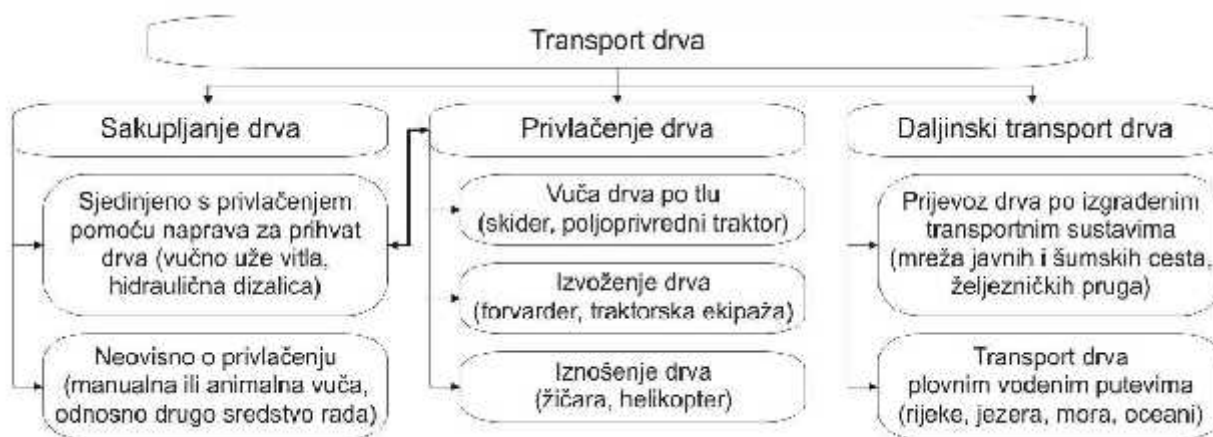 Transport drva
Sakupljanje drva
Sjedinjeno s privlačenjem
pomoću naprava za prihvat
drva (vučno uže vitla,
hidraulična dizalica)
Neovisno o privlačenju
(manualna ili animalna vuča,
odnosno drugo sredstvo rada)
Privlačenje drva
Vuča drva po tlu
(skider, poljoprivredni traktor)
Izvoženje drva
(forvarder, traktorska ekipaža)
Iznošenje drva
(žičara, helikopter)
Daljinski transport drva
Prijevoz drva po izgrađenim
transportnim sustavima
(mreža javnih i šumskih cesta,
željezničkih pruga)
Transport drva
plovnim vodenim putevima
(rijeke, jezera, mora, oceani)